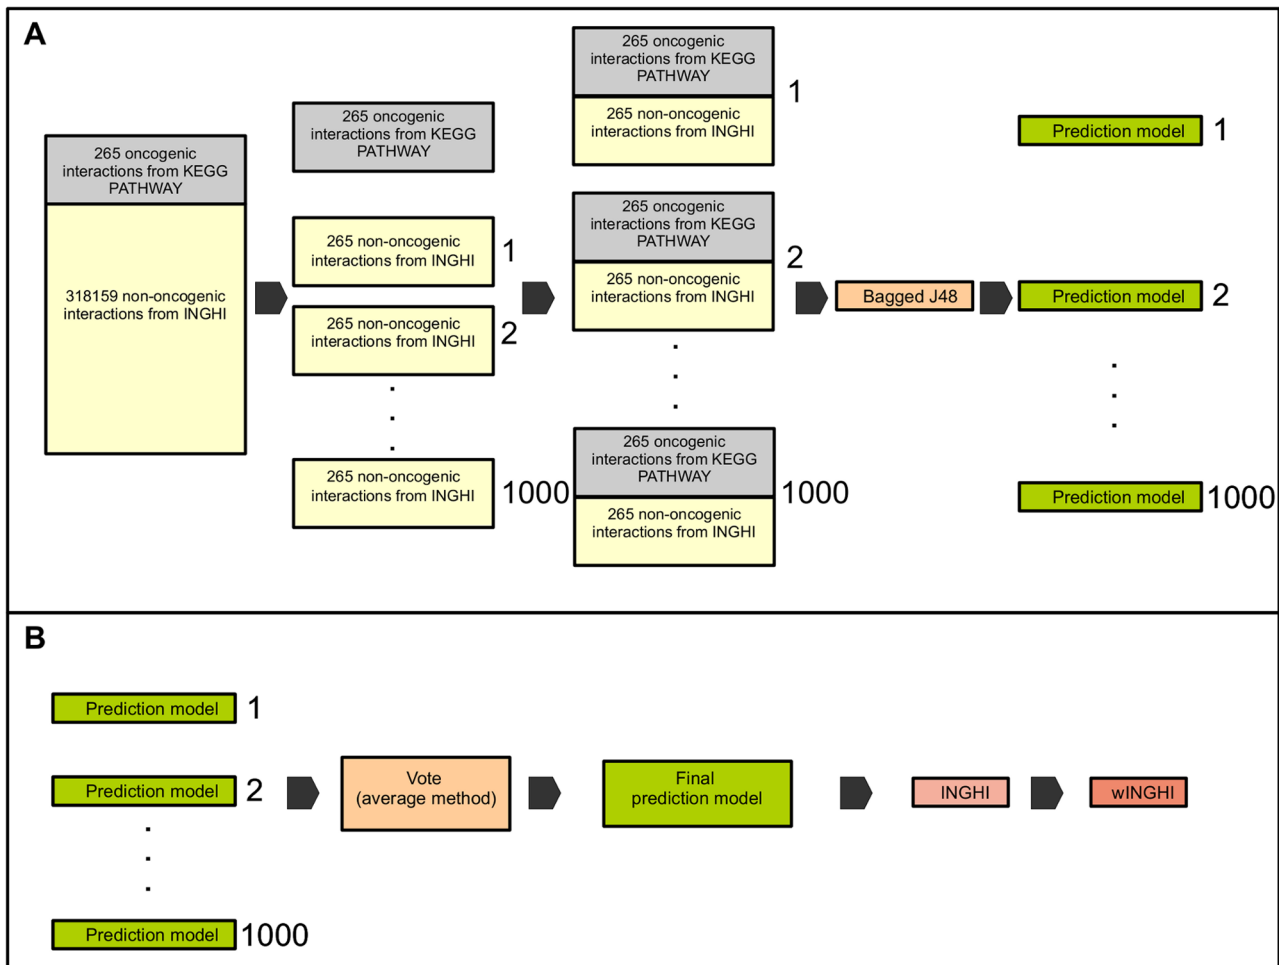 A
265 oncogenic
interactions from KEGG
PATHWAY
318159 non-oncogenic
interactions from INGHI
265 oncogenic
interactions from KEGG
PATHWAY
265 non-oncogenic
interactions from INGHI
1
265 non-oncogenic
interactions from INGHI
2
265 non-oncogenic
interactions from INGHI
1000
265 oncogenic
interactions from KEGG
PATHWAY
265 non-oncogenic
interactions from INGHI
1
265 oncogenic
interactions from KEGG
PATHWAY
265 non-oncogenic
interactions from INGHI
2
265 oncogenic
interactions from KEGG
PATHWAY
265 non-oncogenic
interactions from INGHI
1000
Bagged J48
Prediction model
1
Prediction model
2
Prediction model
1000
B
Prediction model
1
Prediction model
2
Prediction model
1000
Vote
(average method)
Final
prediction model
INGHI
wINGHI